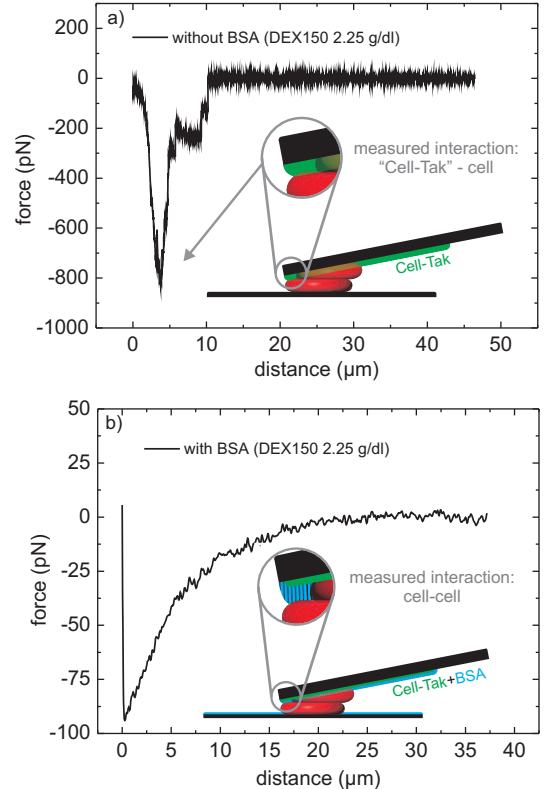 a)
without BSA (DEX150 2.25 g/dl)
200
0
-200
-400
-600
-800
-1000
force (pN)
measured interaction:
“Cell-Tak” - cell
Cell-Tak
0 10 20 30 40 50
distance (µm)
b)
with BSA (DEX150 2.25 g/dl)
50
25
0
-25
-50
-75
-100
force (pN)
measured interaction:
cell-cell
Cell-Tak+BSA
0 5 10 15 20 25 30 35 40
distance (µm)